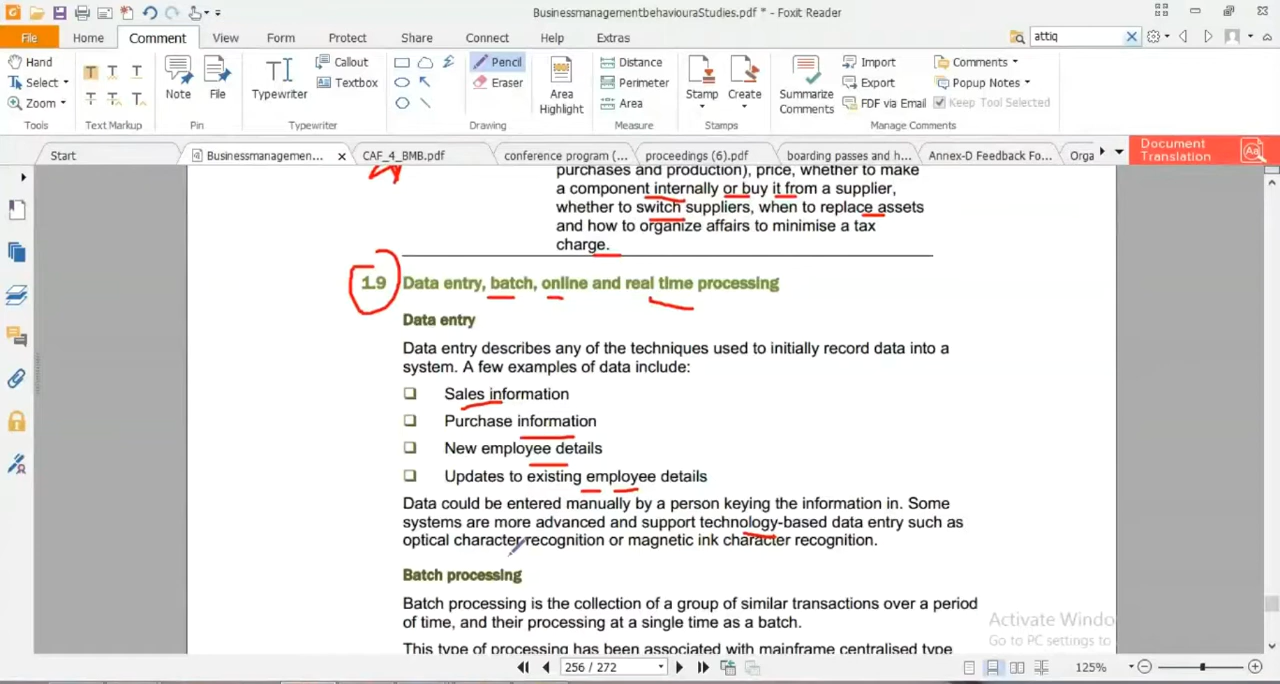 BusinessmanagementbehaviouraStudies.pdf * - Foxit Reader
File Home Comment View Form Protect Share Connect Help Extras
attiq
Hand
Select
Zoom
Tools
Text Markup
Note
File
Pin
Typewriter
Callout
Textbox
Typewriter
Pencil
Eraser
Area
Highlight
Drawing
Distance
Perimeter
Area
Measure
Stamp
Create
Stamps
Summarize
Comments
Import
Export
FDF via Email
Comments
Popup Notes
Keep Tool Selected
Manage Comments
Start
Businessmanagemen...
CAF_4_BMB.pdf
conference program (...
proceedings (6).pdf
boarding passes and h...
Annex-D Feedback Fo...
Orga
Document
Translation
purchases and production), price, whether to make
a component internally or buy it from a supplier,
whether to switch suppliers, when to replace assets
and how to organize affairs to minimise a tax
charge.
1.9 Data entry, batch, online and real time processing
Data entry
Data entry describes any of the techniques used to initially record data into a
system. A few examples of data include:
Sales information
Purchase information
New employee details
Updates to existing employee details
Data could be entered manually by a person keying the information in. Some
systems are more advanced and support technology-based data entry such as
optical character recognition or magnetic ink character recognition.
Batch processing
Batch processing is the collection of a group of similar transactions over a period
of time, and their processing at a single time as a batch.
This type of processing has been associated with mainframe centralised type
Activate Windo
Go to PC settings to
256 / 272
125%